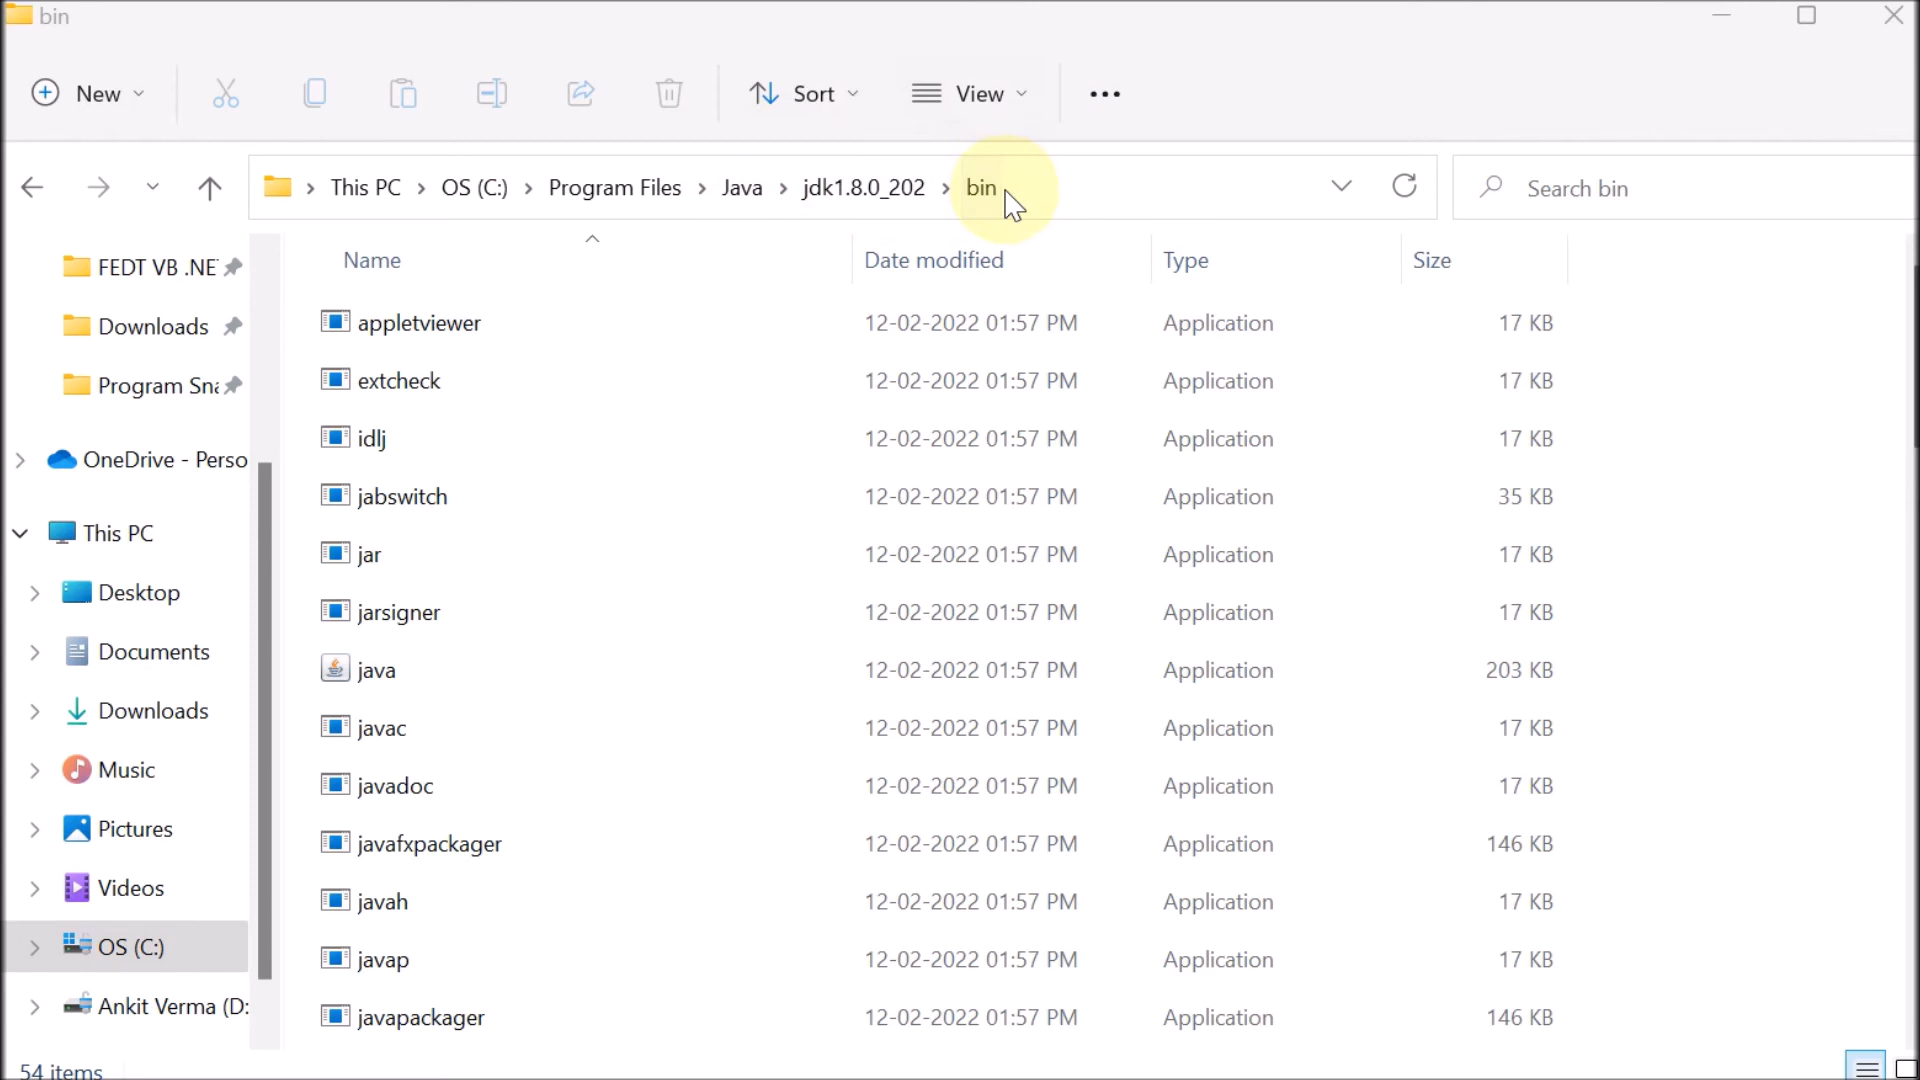 bin
New
Sort
View
This PC > OS (C:) > Program Files > Java > jdk1.8.0_202 > bin
Search bin
FEDT VB .NE
Downloads
Program Sna
OneDrive - Perso
This PC
Desktop
Documents
Downloads
Music
Pictures
Videos
OS (C:)
Ankit Verma (D:
Name Date modified Type Size
appletviewer 12-02-2022 01:57 PM Application 17 KB
extcheck 12-02-2022 01:57 PM Application 17 KB
idlj 12-02-2022 01:57 PM Application 17 KB
jabswitch 12-02-2022 01:57 PM Application 35 KB
jar 12-02-2022 01:57 PM Application 17 KB
jarsigner 12-02-2022 01:57 PM Application 17 KB
java 12-02-2022 01:57 PM Application 203 KB
javac 12-02-2022 01:57 PM Application 17 KB
javadoc 12-02-2022 01:57 PM Application 17 KB
javafxpackager 12-02-2022 01:57 PM Application 146 KB
javah 12-02-2022 01:57 PM Application 17 KB
javap 12-02-2022 01:57 PM Application 17 KB
javapackager 12-02-2022 01:57 PM Application 146 KB
54 items